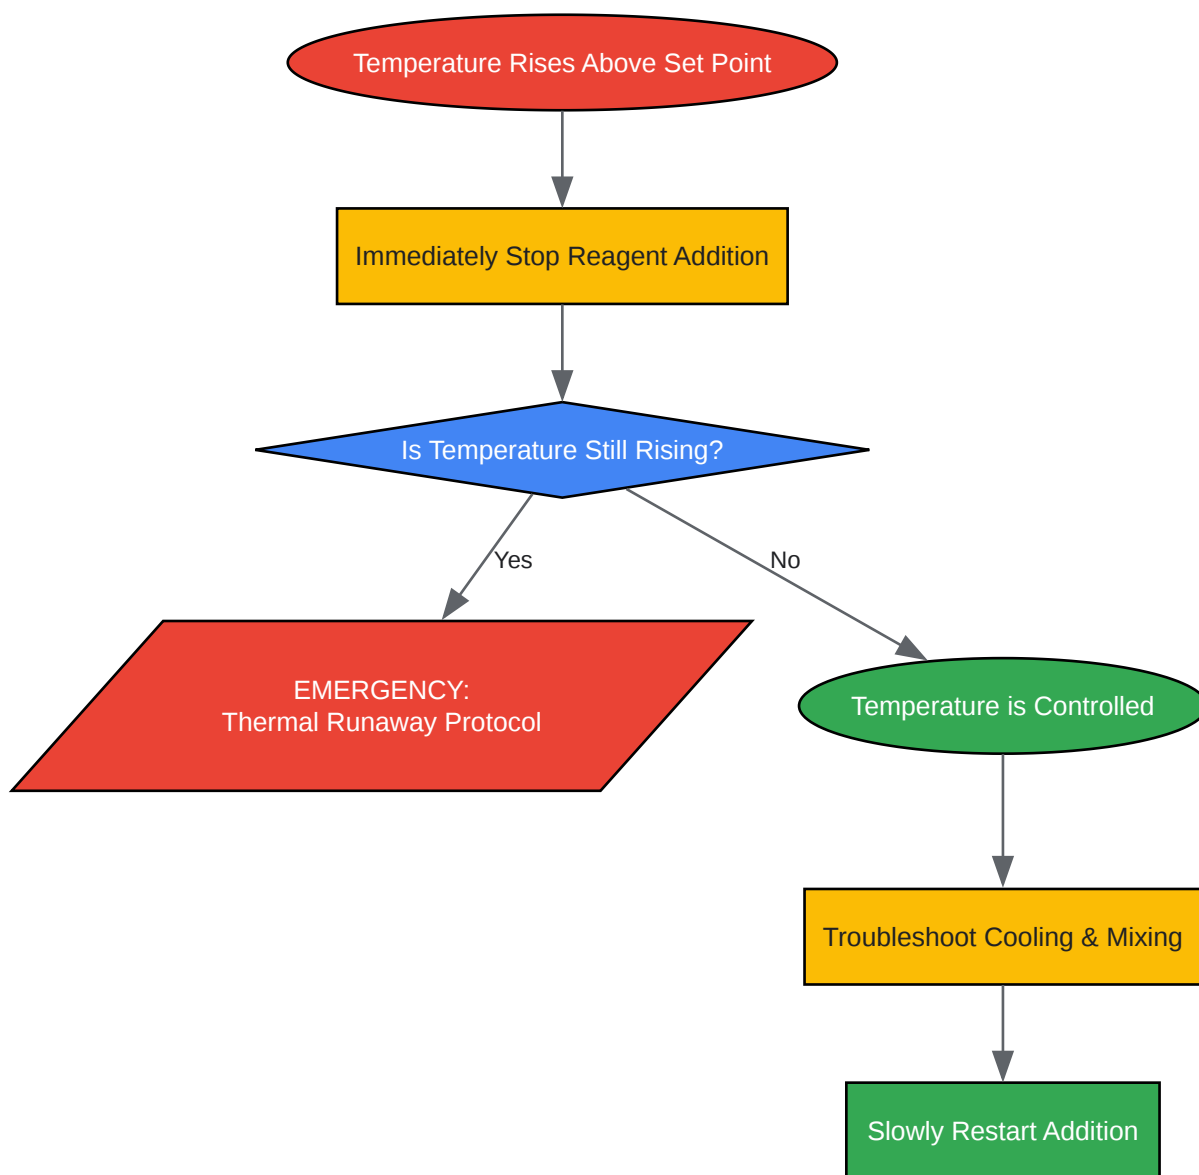 Temperature Rises Above Set Point
Immediately Stop Reagent Addition
Is Temperature Still Rising?
Yes
No
EMERGENCY:
Thermal Runaway Protocol
Temperature is Controlled
Troubleshoot Cooling & Mixing
Slowly Restart Addition